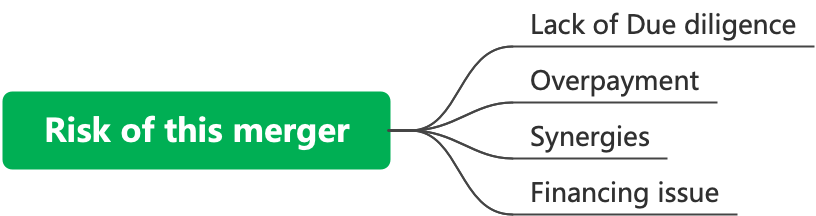 Risk of this merger
Lack of Due diligence
Overpayment
Synergies
Financing issue